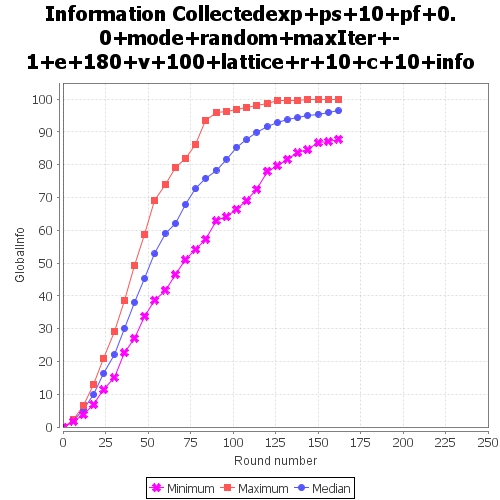 Information Collectedexp+ps+10+pf+0.
0+mode+random+maxIter+-
1+e+180+v+100+lattice+r+10+c+10+info
100
90
80
70
60
50
40
30
20
10
0
GlobalInfo
0 25 50 75 100 125 150 175 200 225 250
Round number
Minimum Maximum Median